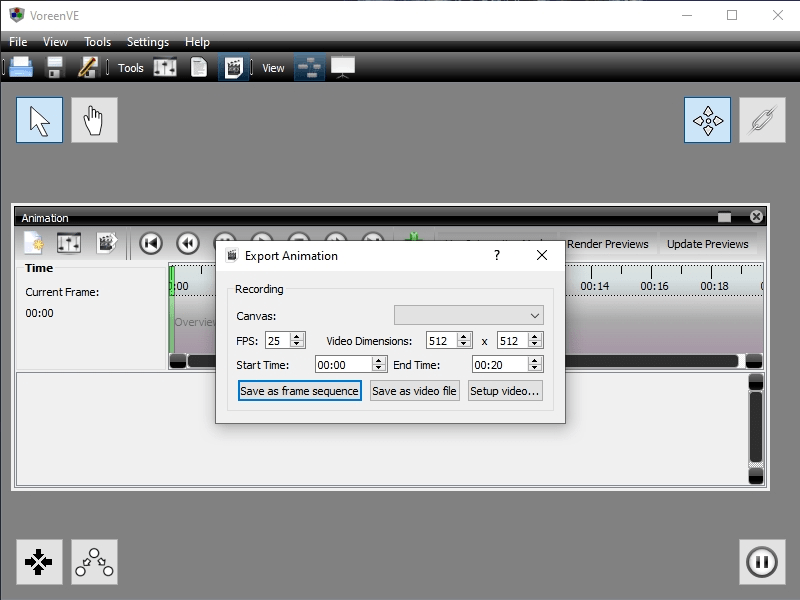 VoreenVE
File View Tools Settings Help
Tools View
Animation
Render Previews Update Previews
Time
Current Frame:
00:00
:00 00:14 00:16 00:18
Overview
Export Animation ?
Recording
Canvas:
FPS: 25 Video Dimensions: 512 x 512
Start Time: 00:00 End Time: 00:20
Save as frame sequence Save as video file Setup video...